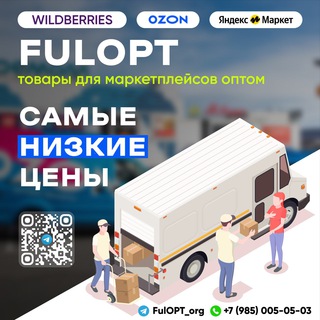 WILDBERRIES
OZON
Яндекс Маркет
FULOPT
товары для маркетплейсов оптом
САМЫЕ
НИЗКИЕ
ЦЕНЫ
FulOPT_org +7 (985) 005-05-03